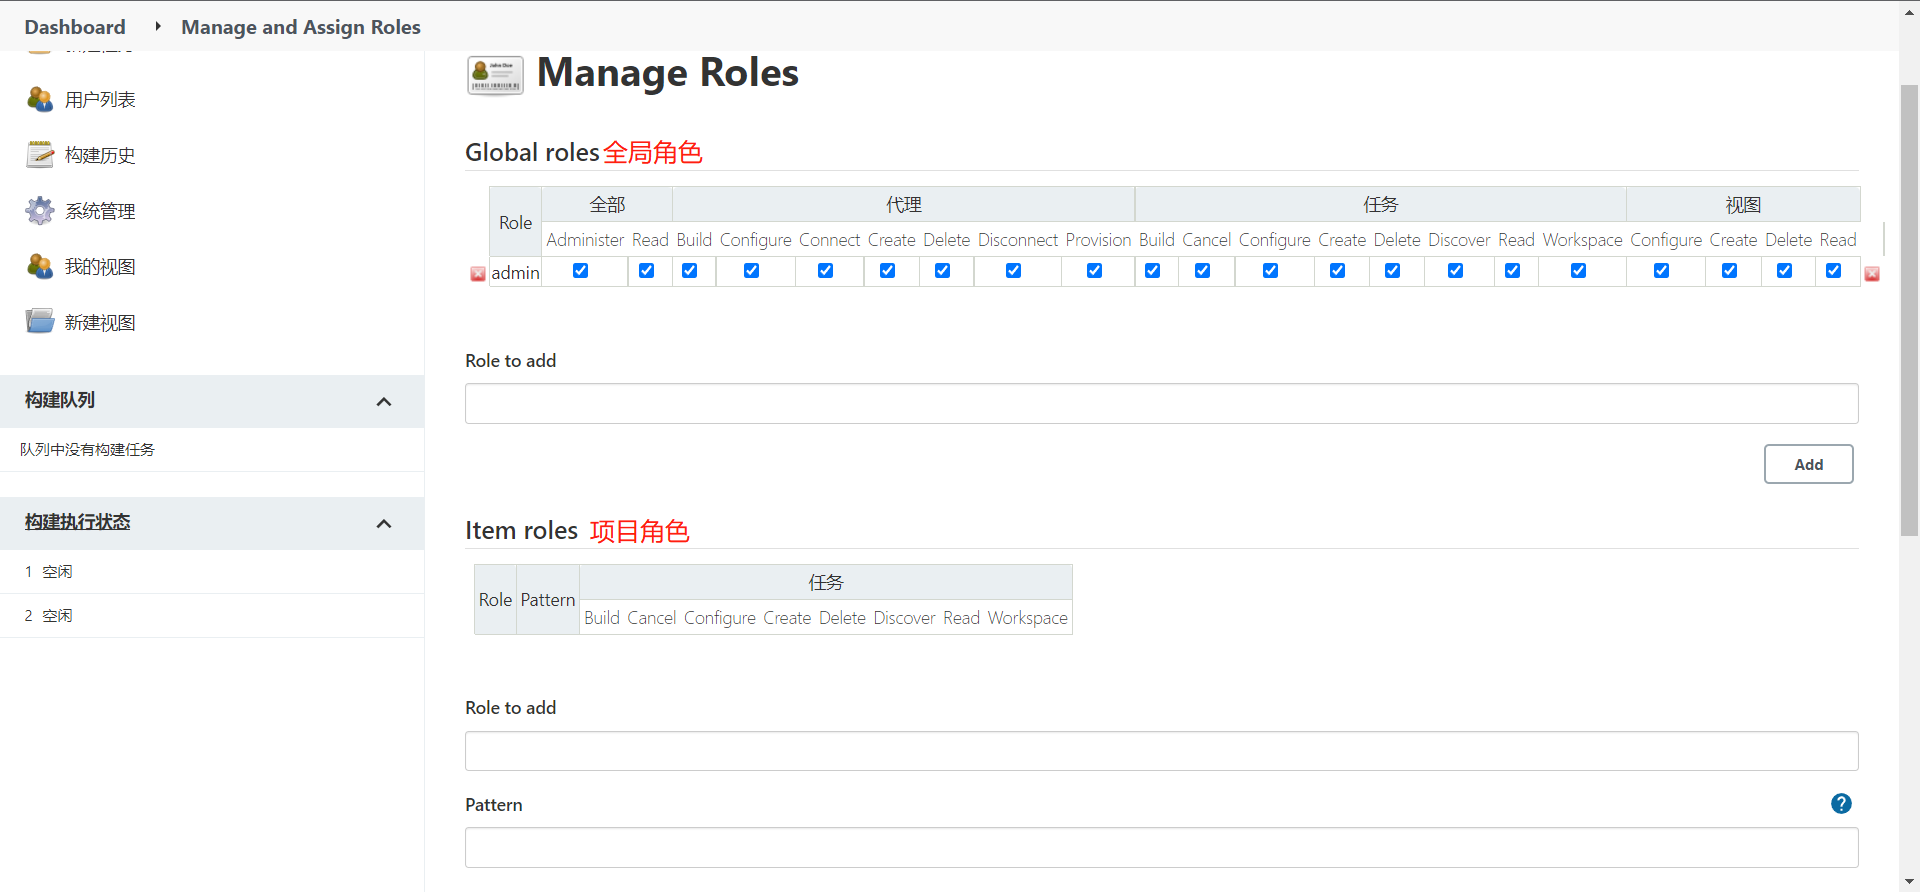 Dashboard Manage and Assign Roles
用户列表
构建历史
系统管理
我的视图
新建视图
构建队列
队列中没有构建任务
构建执行状态
1 空闲
2 空闲
Manage Roles
Global roles 全局角色
Role 全部 代理 任务 视图
Administer Read Build Configure Connect Create Delete Disconnect Provision Build Cancel Configure Create Delete Discover Read Workspace Configure Create Delete Read
admin
Role to add
Add
Item roles 项目角色
Role Pattern 任务
Build Cancel Configure Create Delete Discover Read Workspace
Role to add
Pattern